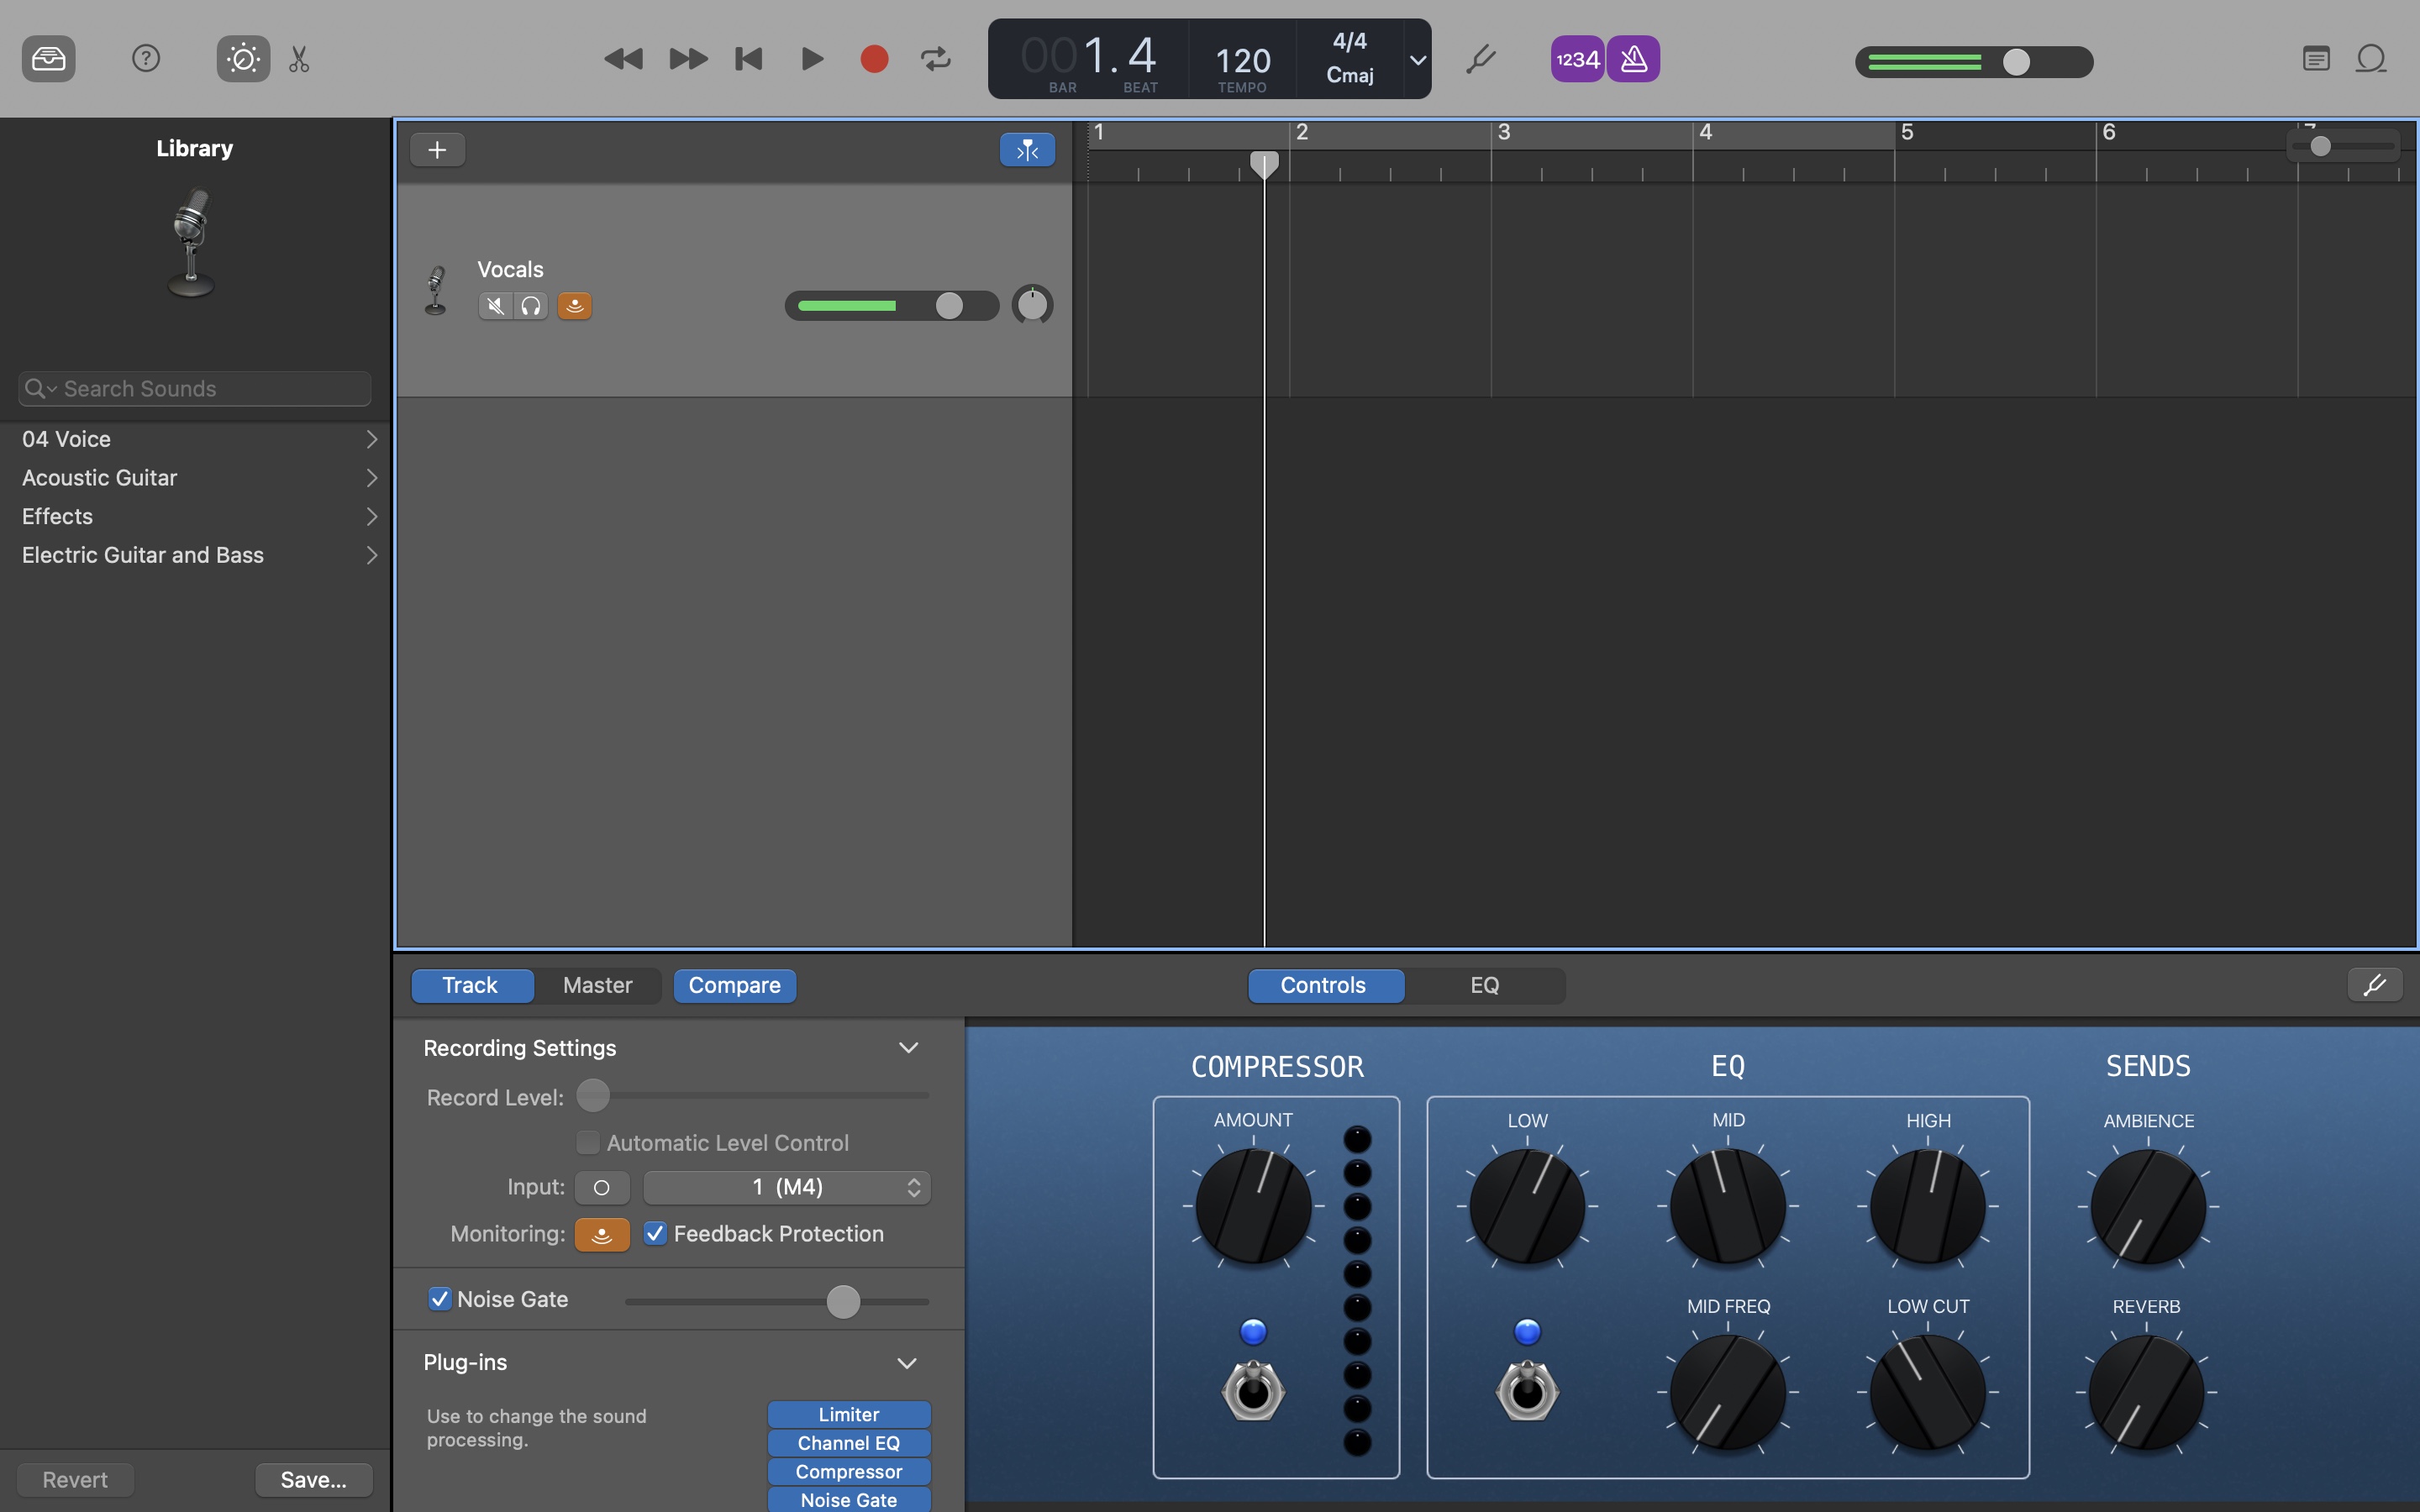 1234
001.4
BAR BEAT
120
TEMPO
4/4
Cmaj
Library
Search Sounds
04 Voice
Acoustic Guitar
Effects
Electric Guitar and Bass
Revert
Save...
1 2 3 4 5 6 7
Vocals
Track Master Compare
Controls EQ
Recording Settings
Record Level:
Automatic Level Control
Input: 1 (M4)
Monitoring: Feedback Protection
Noise Gate
Plug-ins
Use to change the sound
processing.
Limiter
Channel EQ
Compressor
Noise Gate
COMPRESSOR
AMOUNT
EQ
LOW MID HIGH
MID FREQ LOW CUT
SENDS
AMBIENCE
REVERB